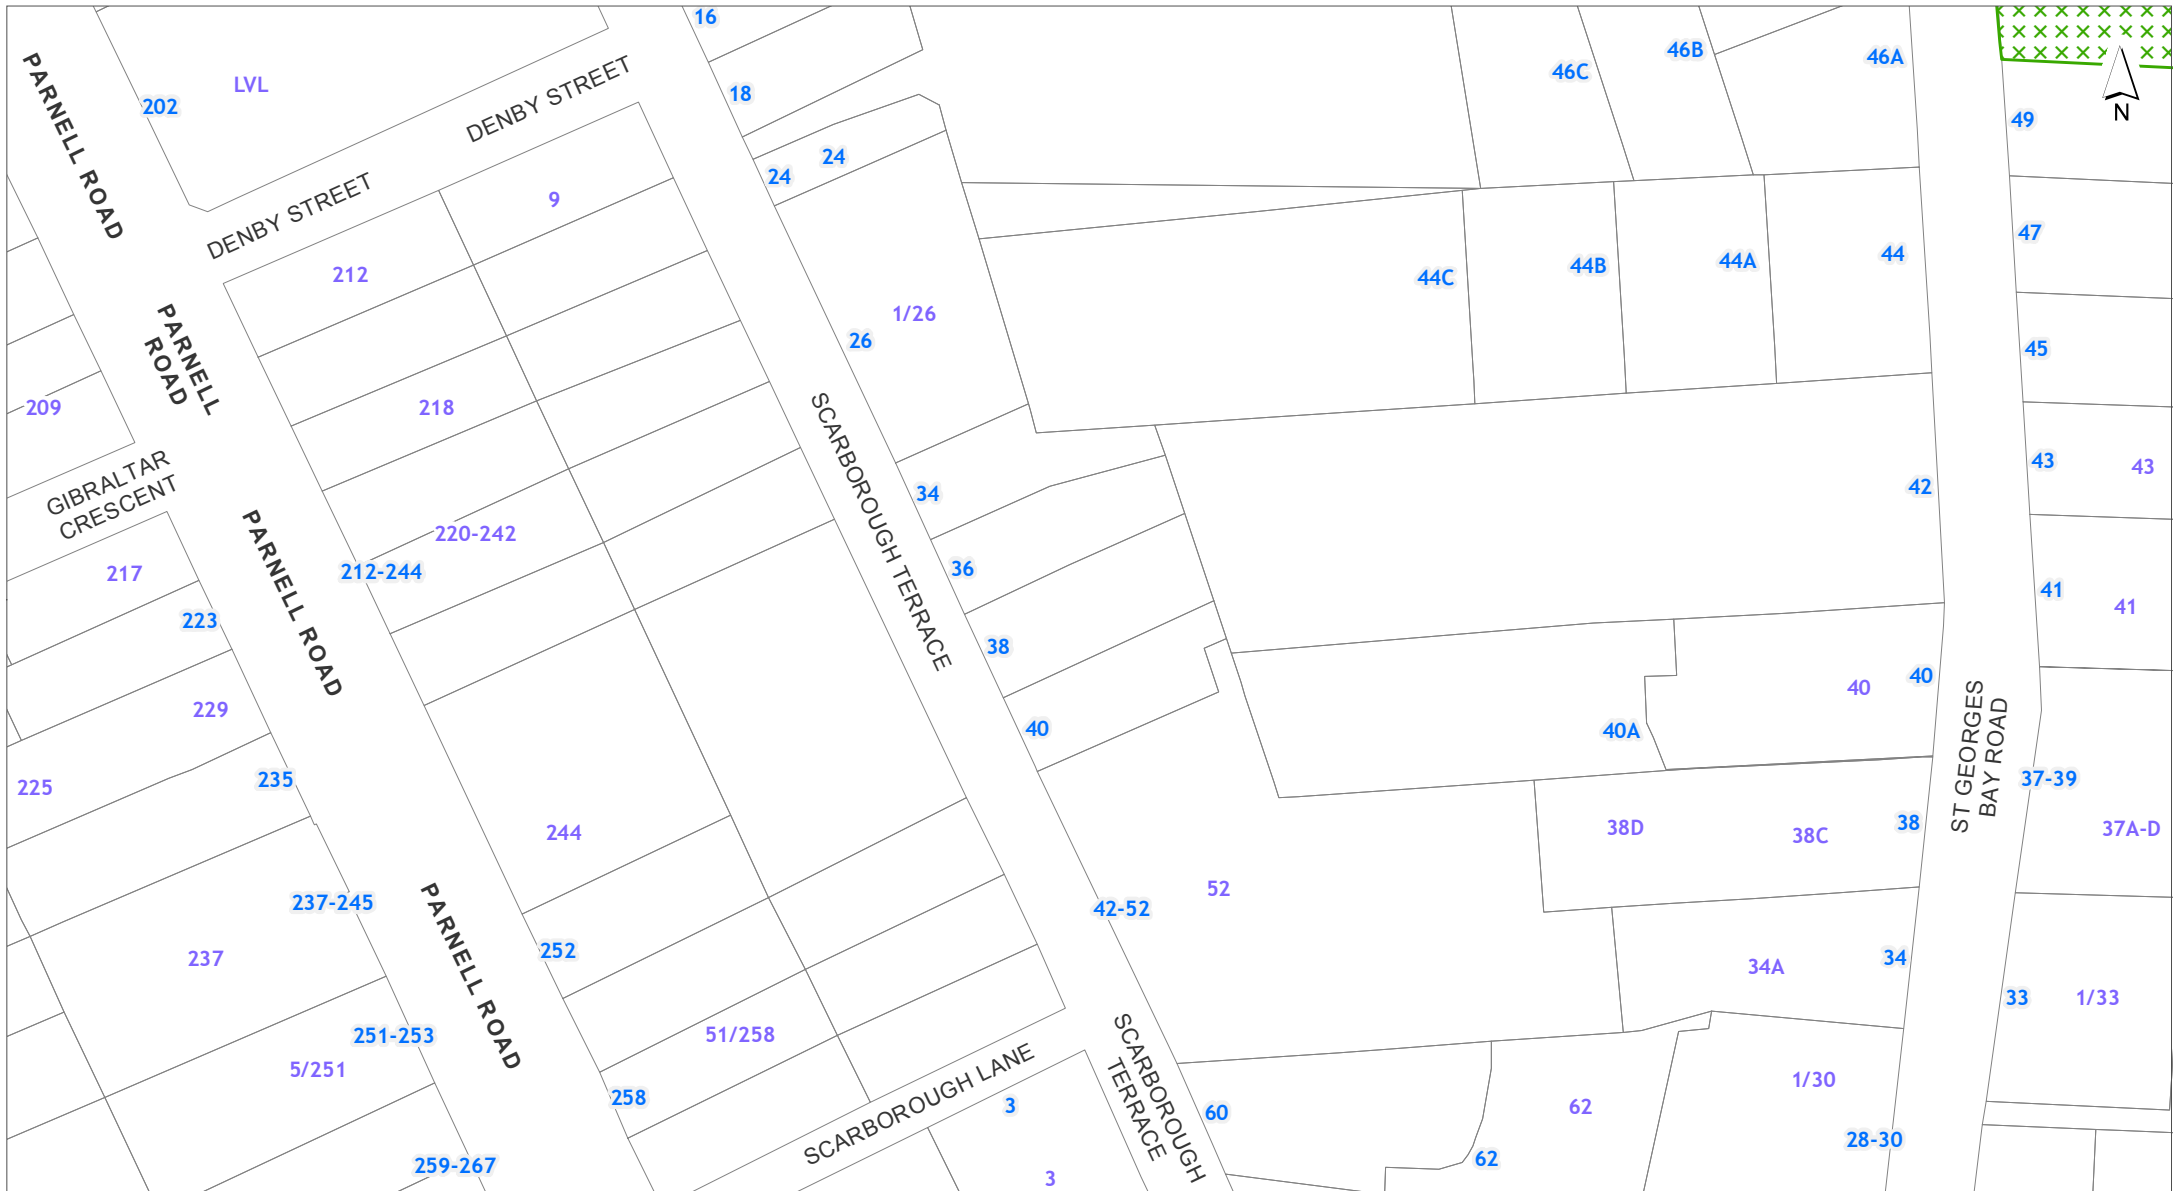 16
46B
46A
46C
LVL
202
18
N
49
DENBY STREET
PARNELL ROAD
24
24
9
DENBY STREET
47
44
44A
44B
44C
212
1/26
26
45
PARNELL
ROAD
209
218
43
43
GIBRALTAR
CRESCENT
42
34
SCARBOROUGH TERRACE
220-242
212-244
217
36
41
41
PARNELL ROAD
223
38
40
40
229
40
40A
ST GEORGES
BAY ROAD
235
225
37-39
38
37A-D
38D
38C
244
52
237-245
42-52
252
237
34
34A
PARNELL ROAD
33
1/33
251-253
51/258
5/251
1/30
SCARBOROUGH LANE
SCARBOROUGH
TERRACE
258
3
62
60
28-30
62
259-267
3